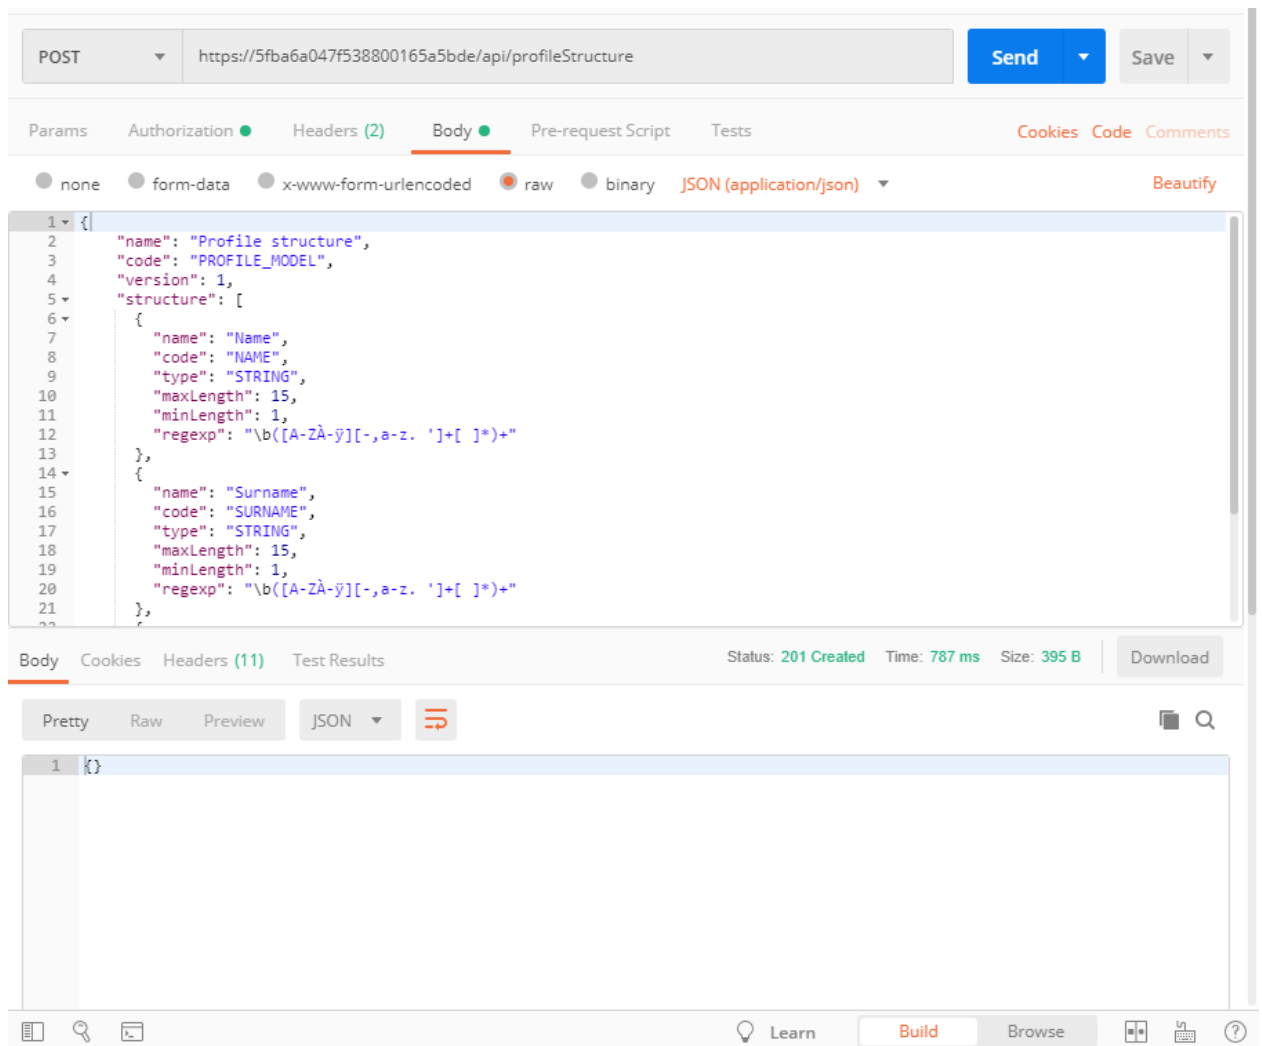 POST https://5fba6a047f538800165a5bde/api/profileStructure Send Save
Params Authorization Headers (2) Body Pre-request Script Tests Cookies Code Comments
none form-data x-www-form-urlencoded raw binary JSON (application/json) Beautify
1 {
2 "name": "Profile structure",
3 "code": "PROFILE_MODEL",
4 "version": 1,
5 "structure": [
6 {
7 "name": "Name",
8 "code": "NAME",
9 "type": "STRING",
10 "maxLength": 15,
11 "minLength": 1,
12 "regexp": "\b([A-ZÀ-ÿ][-,a-z. ']+[ ]*)+"
13 },
14 {
15 "name": "Surname",
16 "code": "SURNAME",
17 "type": "STRING",
18 "maxLength": 15,
19 "minLength": 1,
20 "regexp": "\b([A-ZÀ-ÿ][-,a-z. ']+[ ]*)+"
21 },
Body Cookies Headers (11) Test Results Status: 201 Created Time: 787 ms Size: 395 B Download
Pretty Raw Preview JSON
1 {}
Learn Build Browse